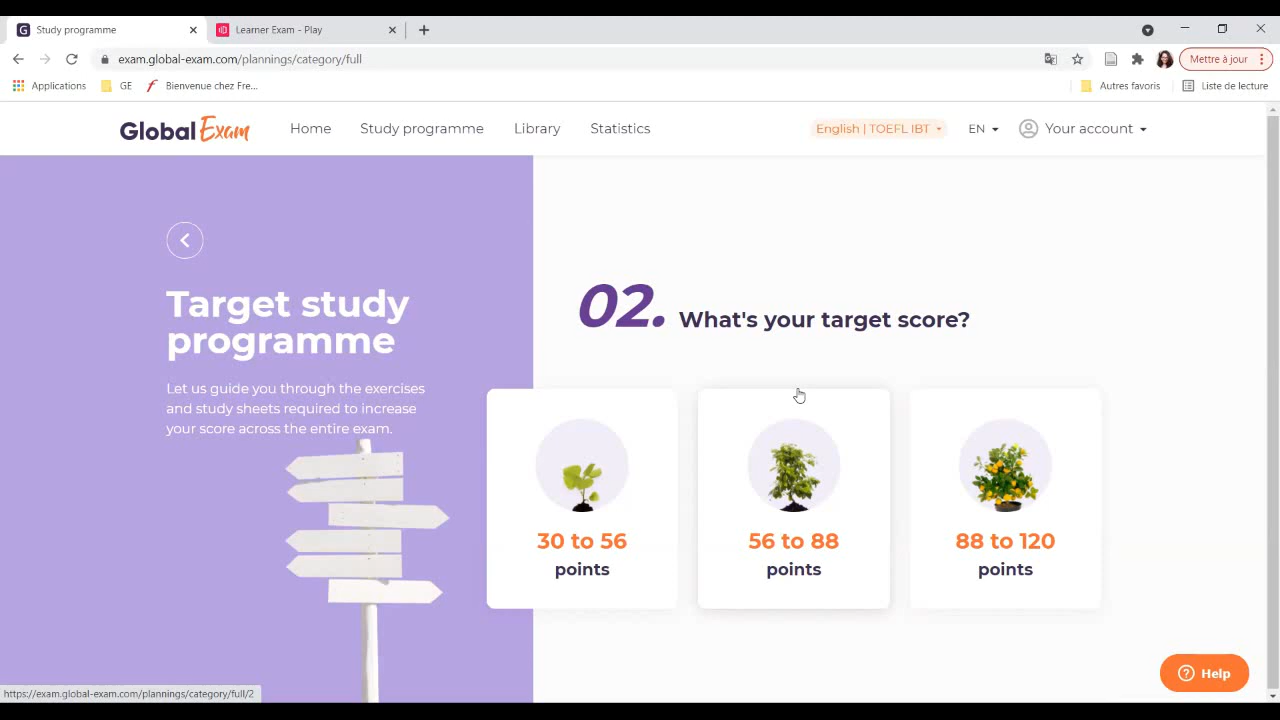 Study programme
Learner Exam - Play
exam.global-exam.com/plannings/category/full
Mettre à jour
Applications
GE
Bienvenue chez Fre...
Autres favoris
Liste de lecture
Global Exam
Home
Study programme
Library
Statistics
English | TOEFL IBT
EN
Your account
Target study
programme
Let us guide you through the exercises
and study sheets required to increase
your score across the entire exam.
02. What's your target score?
30 to 56
points
56 to 88
points
88 to 120
points
Help
https://exam.global-exam.com/plannings/category/full/2